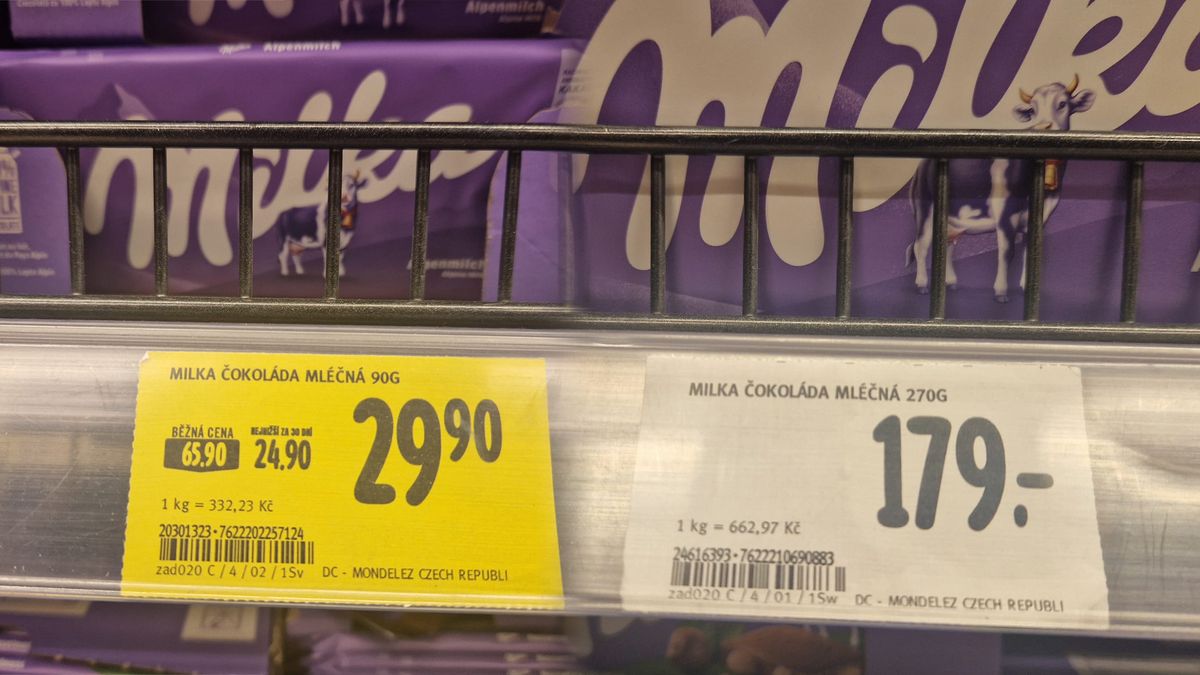 Alpenmilch
Milka Alpenmilch
Milka
Milka
Alpenmilch
MILKA ČOKOLÁDA MLÉČNÁ 90G
BĚŽNÁ CENA
65.90
NEJNIŽŠÍ ZA 30 DNÍ
24.90
29 90
1 kg = 332,23 Kč
20301323-7622202257124
zad020 C / 4 / 02 / 1Sv DC - MONDELEZ CZECH REPUBLI
MILKA ČOKOLÁDA MLÉČNÁ 270G
179.-
1 kg = 662,97 Kč
24616393-7622210690883
zad020 C / 4 / 01 / 1Sw DC - MONDELEZ CZECH REPUBLI